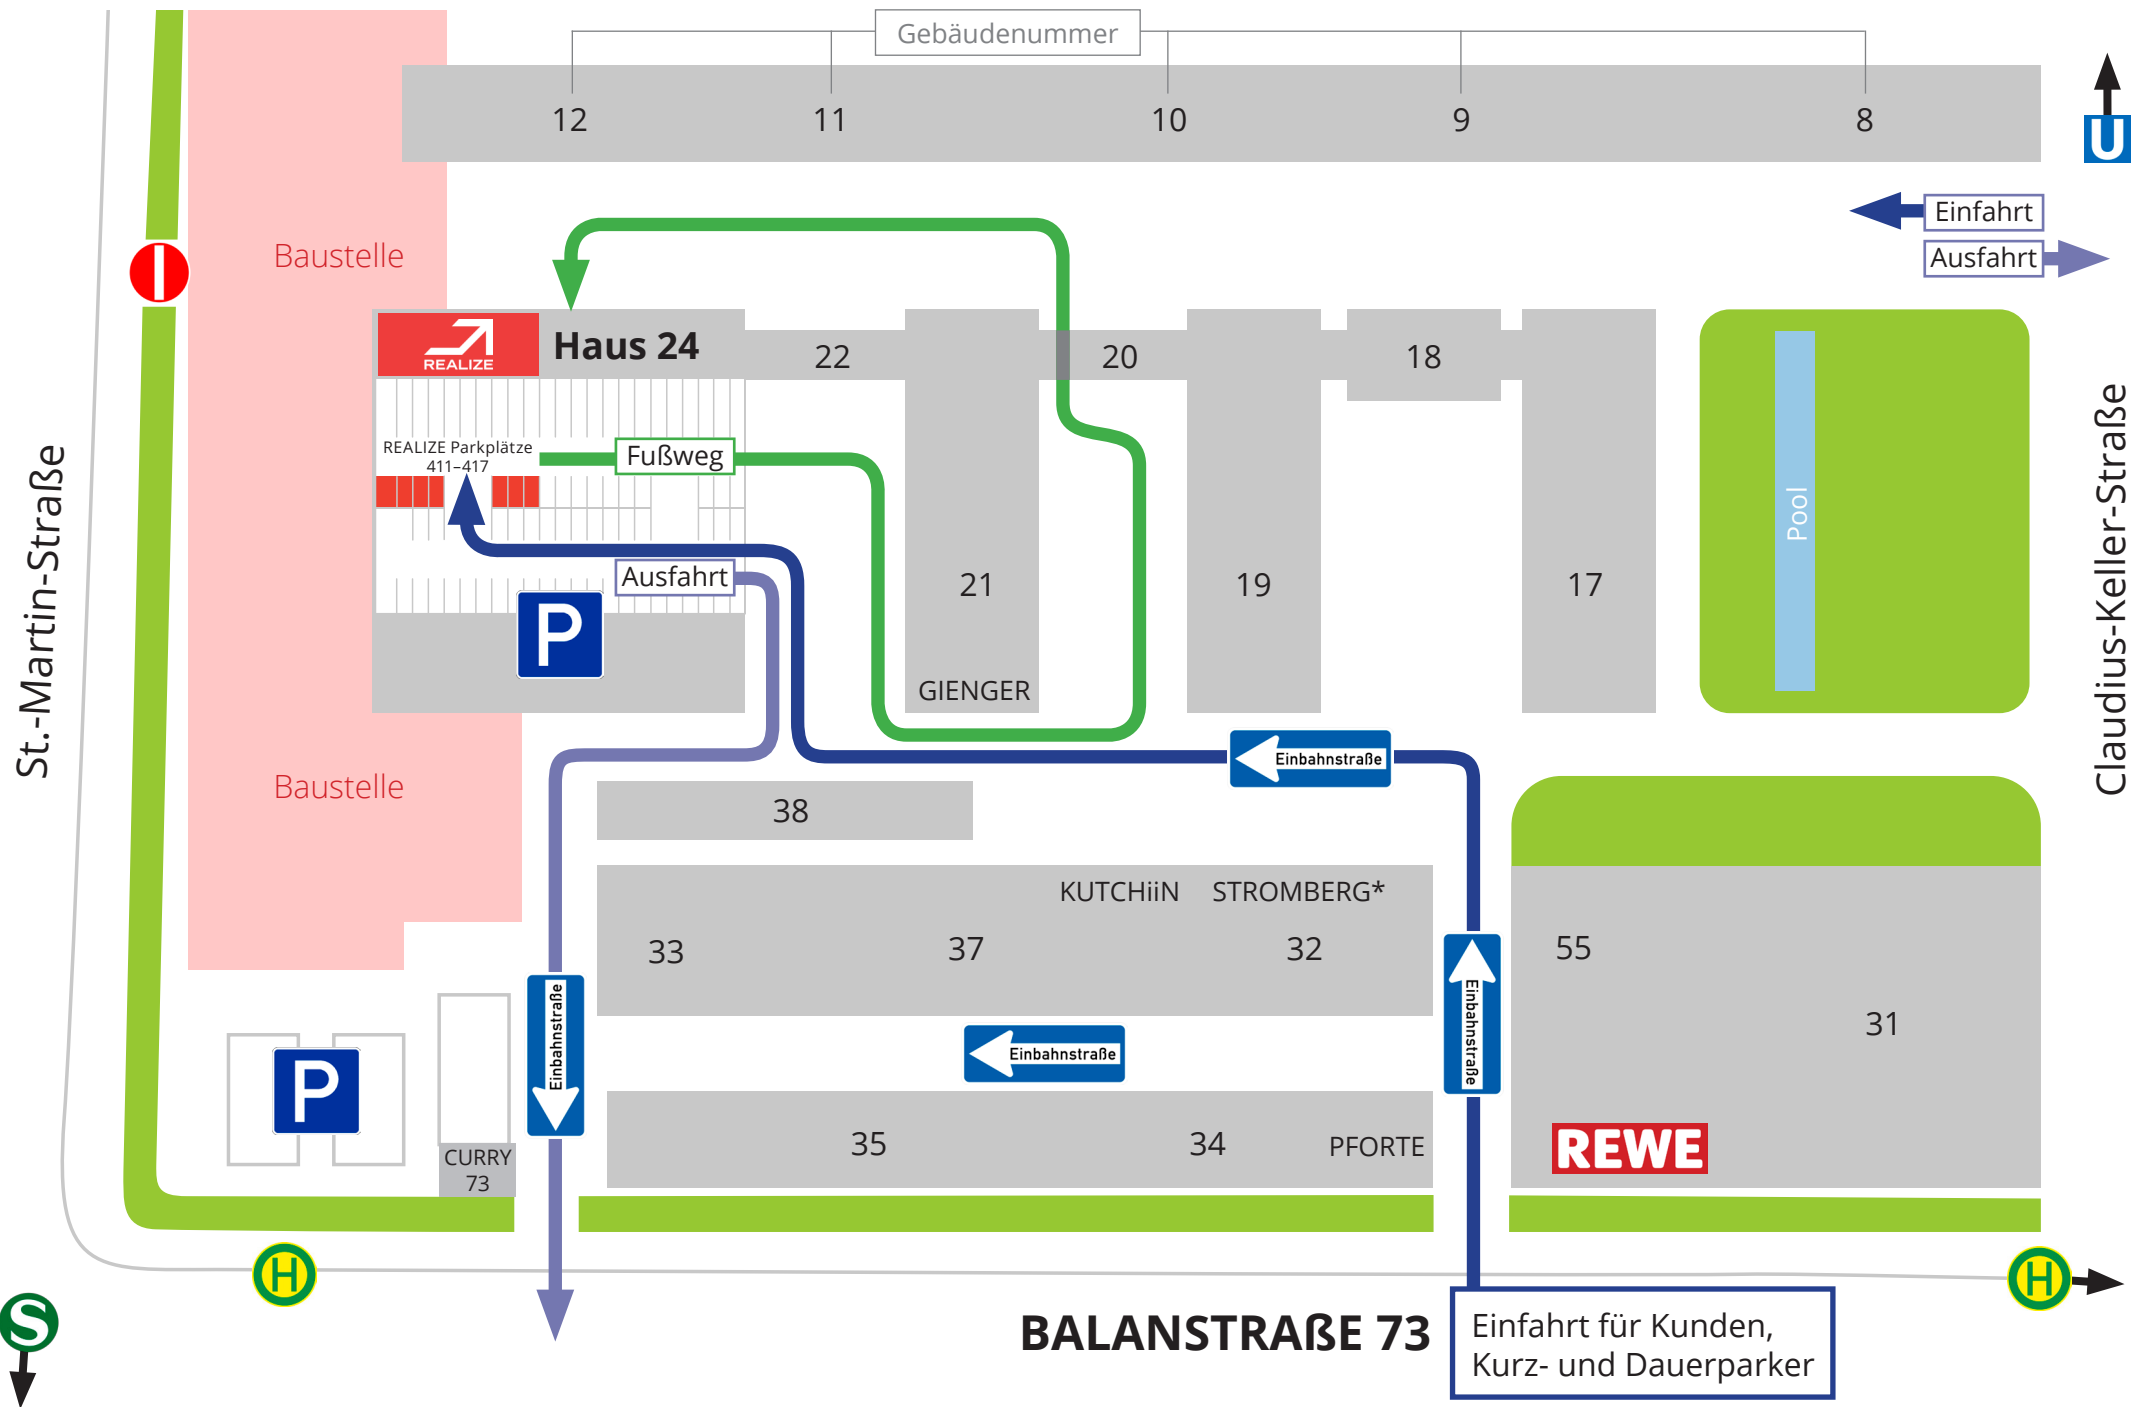 Gebäudenummer
12
11
10
9
8
U
Einfahrt
Ausfahrt
Baustelle
REALIZE
Haus 24
22
20
18
REALIZE Parkplätze
411–417
Fußweg
Ausfahrt
P
21
19
17
Pool
GIENGER
St.-Martin-Straße
Claudius-Keller-Straße
Einbahnstraße
Baustelle
38
KUTCHiiN
STROMBERG*
33
37
32
55
31
Einbahnstraße
Einbahnstraße
Einbahnstraße
P
CURRY
73
35
34
PFORTE
REWE
H
H
S
BALANSTRAßE 73
Einfahrt für Kunden,
Kurz- und Dauerparker